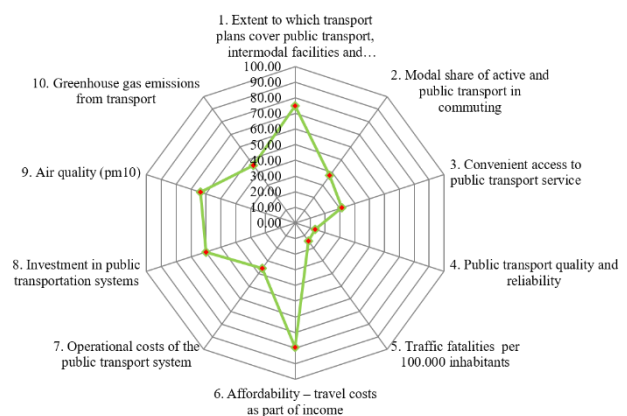 1. Extent to which transport
plans cover public transport,
intermodal facilities and…
100.00
90.00
80.00
70.00
60.00
50.00
40.00
30.00
20.00
10.00
0.00
2. Modal share of active and
public transport in
commuting
3. Convenient access to
public transport service
4. Public transport quality and
reliability
5. Traffic fatalities per
100.000 inhabitants
6. Affordability – travel costs
as part of income
7. Operational costs of the
public transport system
8. Investment in public
transportation systems
9. Air quality (pm10)
10. Greenhouse gas emissions
from transport